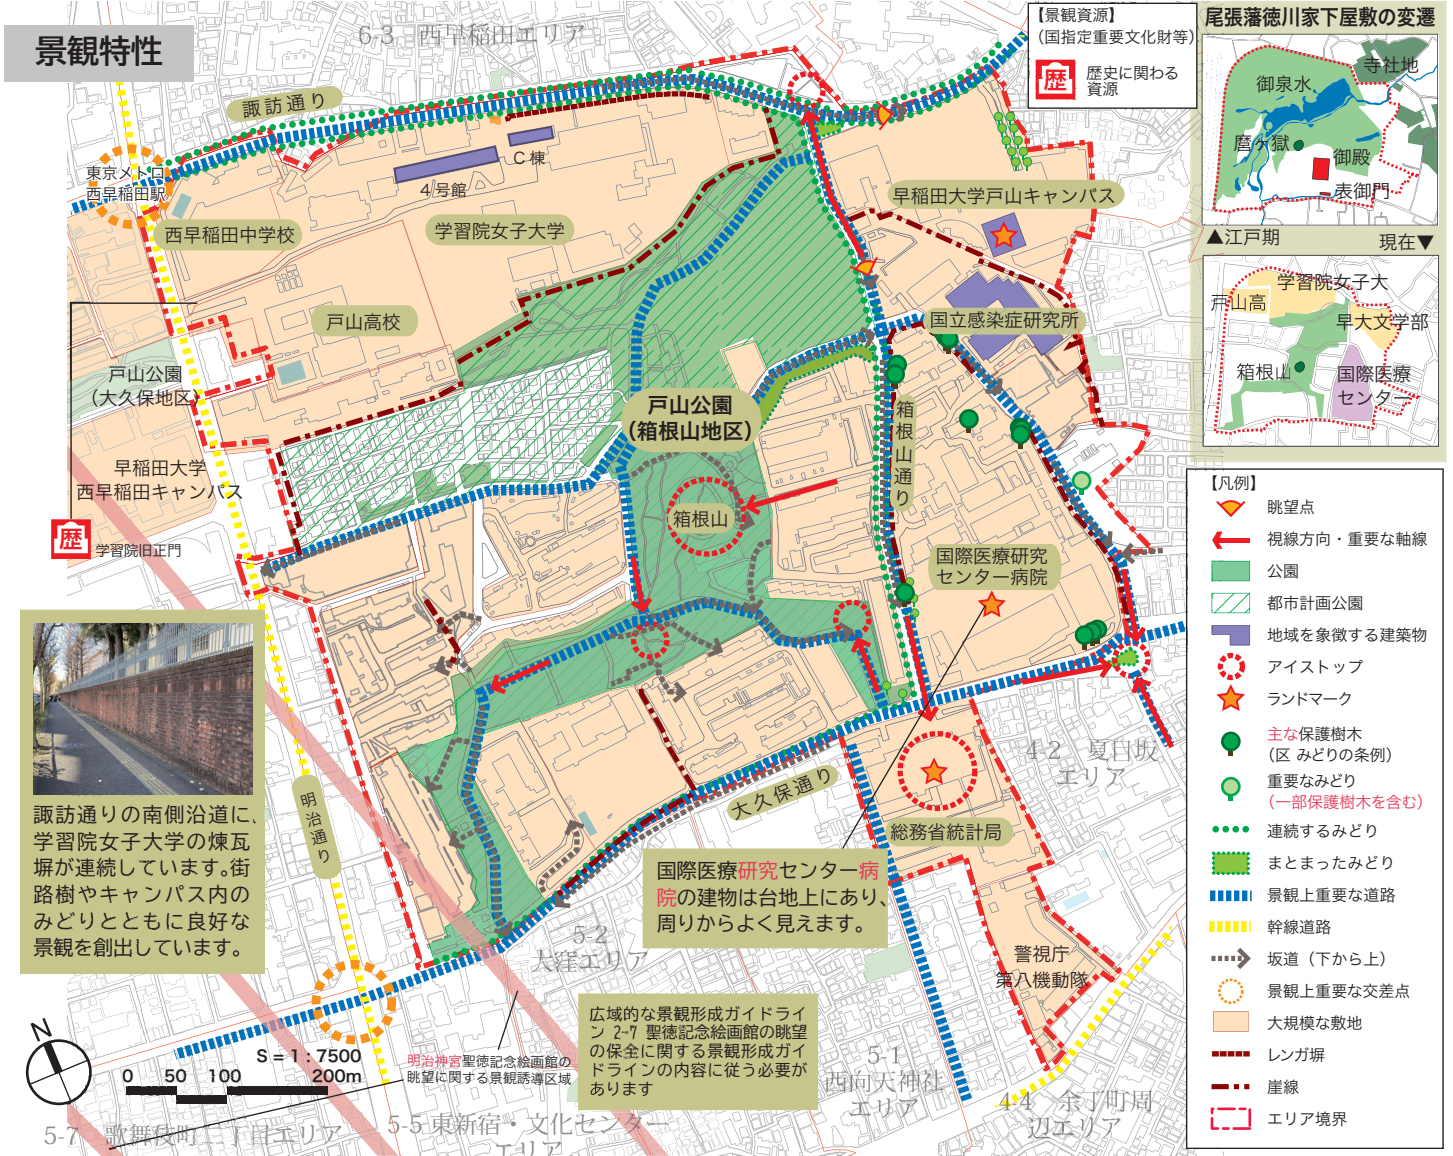 景観特性
6-3 西早稲田エリア
【景観資源】
(国指定重要文化財等)
歴
歴史に関わる
資源
尾張藩徳川家下屋敷の変遷
寺社地
御泉水
麿ヶ嶽
御殿
表御門
▲江戸期
現在▼
学習院女子大
戸山高
早大文学部
箱根山
国際医療
センター
諏訪通り
東京メトロ
西早稲田駅
C棟
4号館
西早稲田中学校
学習院女子大学
早稲田大学戸山キャンパス
戸山高校
国立感染症研究所
戸山公園
(大久保地区)
戸山公園
(箱根山地区)
箱根山通り
早稲田大学
西早稲田キャンパス
箱根山
歴
学習院旧正門
国際医療研究
センター病院
諏訪通りの南側沿道に、
学習院女子大学の煉瓦
塀が連続しています。街
路樹やキャンパス内の
みどりとともに良好な
景観を創出しています。
明治通り
大久保通り
4-2 夏目坂
エリア
総務省統計局
国際医療研究センター病
院の建物は台地上にあり、
周りからよく見えます。
5-2
大窪エリア
警視庁
第八機動隊
広域的な景観形成ガイドライ
ン 2-7 聖徳記念絵画館の眺望
の保全に関する景観形成ガイ
ドラインの内容に従う必要が
あります
明治神宮聖徳記念絵画館の
眺望に関する景観誘導区域
N
S=1:7500
0 50 100 200m
5-1
西向天神社
エリア
4-4 余丁町周
辺エリア
5-7 歌舞伎町二丁目エリア
5-5 東新宿・文化センター
エリア
【凡例】
眺望点
視線方向・重要な軸線
公園
都市計画公園
地域を象徴する建築物
アイストップ
ランドマーク
主な保護樹木
(区 みどりの条例)
重要なみどり
(一部保護樹木を含む)
連続するみどり
まとまったみどり
景観上重要な道路
幹線道路
坂道（下から上）
景観上重要な交差点
大規模な敷地
レンガ塀
崖線
エリア境界